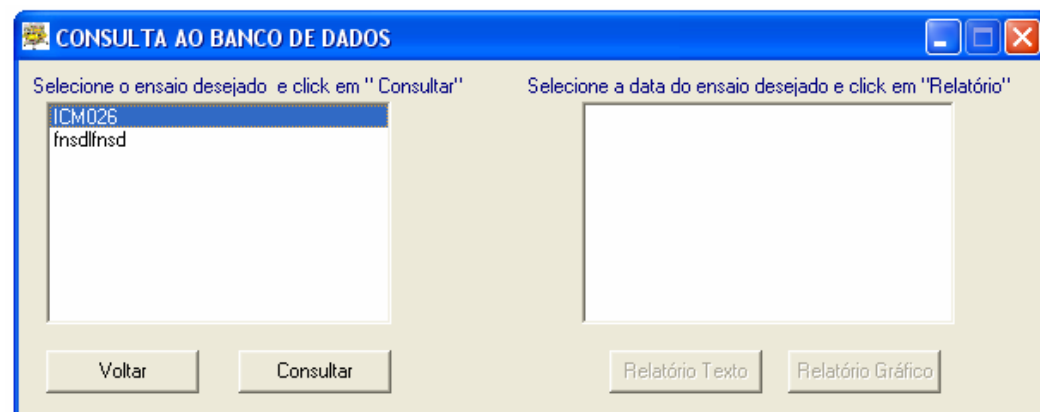 CONSULTA AO BANCO DE DADOS
Selecione o ensaio desejado e click em " Consultar"
ICM026
fnsdlfnsd
Voltar
Consultar
Selecione a data do ensaio desejado e click em "Relatório"
Relatório Texto
Relatório Gráfico